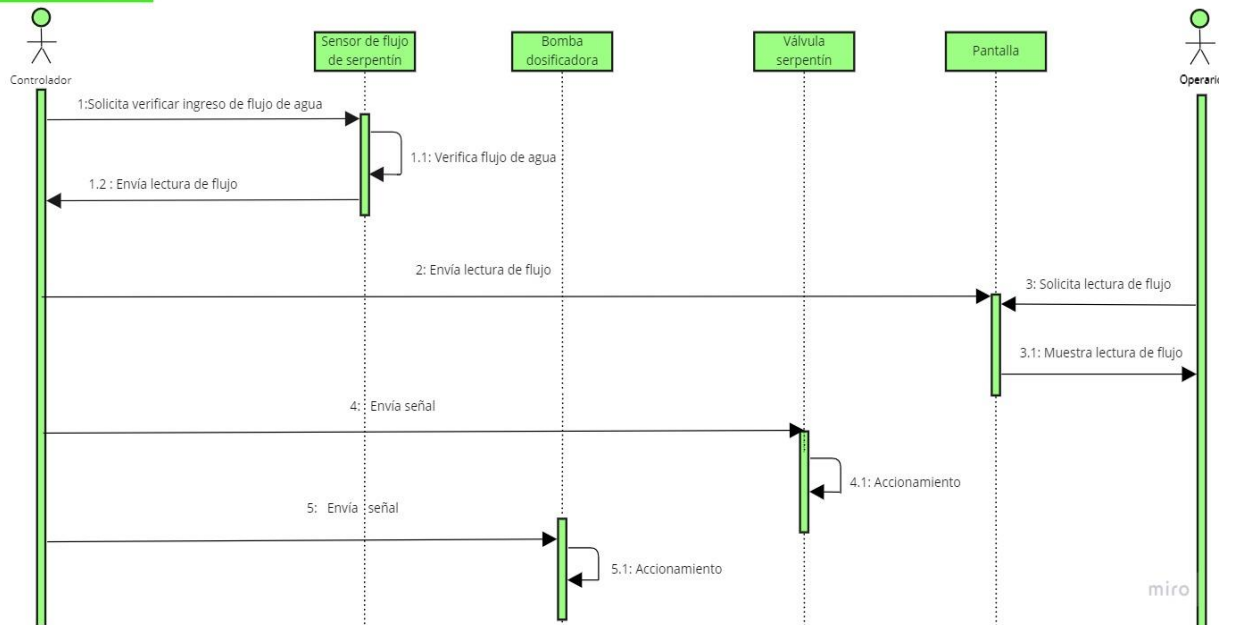 Sensor de flujo
de serpentín
Bomba
dosificadora
Válvula
serpentín
Pantalla
Controlador
Operario
1:Solicita verificar ingreso de flujo de agua
1.1: Verifica flujo de agua
1.2 : Envía lectura de flujo
2: Envía lectura de flujo
3: Solicita lectura de flujo
3.1: Muestra lectura de flujo
4: Envía señal
4.1: Accionamiento
5: Envía señal
5.1: Accionamiento
miro